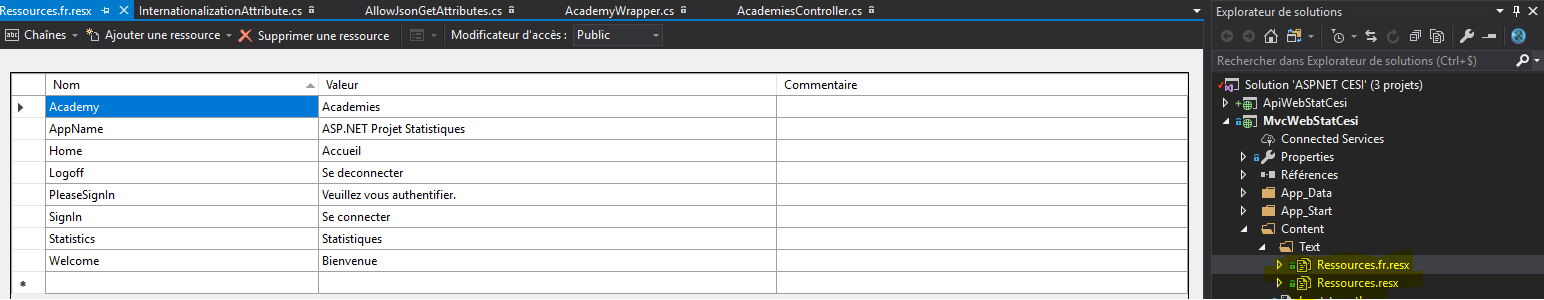 Ressources.fr.resx
InternationalizationAttribute.cs
AllowJsonGetAttributes.cs
AcademyWrapper.cs
AcademiesController.cs
abc Chaînes
Ajouter une ressource
Supprimer une ressource
Modificateur d'accès : Public
Nom Valeur Commentaire
Academy Academies
AppName ASP.NET Projet Statistiques
Home Accueil
Logoff Se deconnecter
PleaseSignIn Veuillez vous authentifier.
SignIn Se connecter
Statistics Statistiques
Welcome Bienvenue
Explorateur de solutions
Rechercher dans Explorateur de solutions (Ctrl+$)
Solution 'ASPNET CESI' (3 projets)
ApiWebStatCesi
MvcWebStatCesi
Connected Services
Properties
Références
App_Data
App_Start
Content
Text
Ressources.fr.resx
Ressources.resx